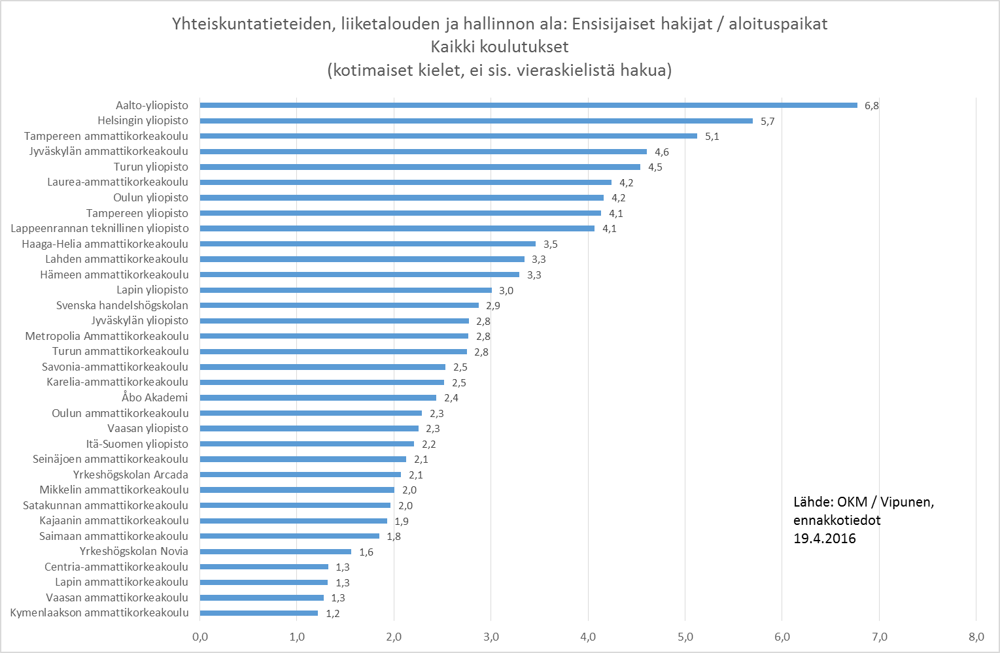 Yhteiskuntatieteiden, liiketalouden ja hallinnon ala: Ensisijaiset hakijat / aloituspaikat
Kaikki koulutukset
(kotimaiset kielet, ei sis. vieraskielistä hakua)
Aalto-yliopisto 6,8
Helsingin yliopisto 5,7
Tampereen ammattikorkeakoulu 5,1
Jyväskylän ammattikorkeakoulu 4,6
Turun yliopisto 4,5
Laurea-ammattikorkeakoulu 4,2
Oulun yliopisto 4,2
Tampereen yliopisto 4,1
Lappeenrannan teknillinen yliopisto 4,1
Haaga-Helia ammattikorkeakoulu 3,5
Lahden ammattikorkeakoulu 3,3
Hämeen ammattikorkeakoulu 3,3
Lapin yliopisto 3,0
Svenska handelshögskolan 2,9
Jyväskylän yliopisto 2,8
Metropolia Ammattikorkeakoulu 2,8
Turun ammattikorkeakoulu 2,8
Savonia-ammattikorkeakoulu 2,5
Karelia-ammattikorkeakoulu 2,5
Åbo Akademi 2,4
Oulun ammattikorkeakoulu 2,3
Vaasan yliopisto 2,3
Itä-Suomen yliopisto 2,2
Seinäjoen ammattikorkeakoulu 2,1
Yrkeshögskolan Arcada 2,1
Mikkelin ammattikorkeakoulu 2,0
Satakunnan ammattikorkeakoulu 2,0
Kajaanin ammattikorkeakoulu 1,9
Saimaan ammattikorkeakoulu 1,8
Yrkeshögskolan Novia 1,6
Centria-ammattikorkeakoulu 1,3
Lapin ammattikorkeakoulu 1,3
Vaasan ammattikorkeakoulu 1,3
Kymenlaakson ammattikorkeakoulu 1,2
Lähde: OKM / Vipunen,
ennakkotiedot
19.4.2016
0,0 1,0 2,0 3,0 4,0 5,0 6,0 7,0 8,0